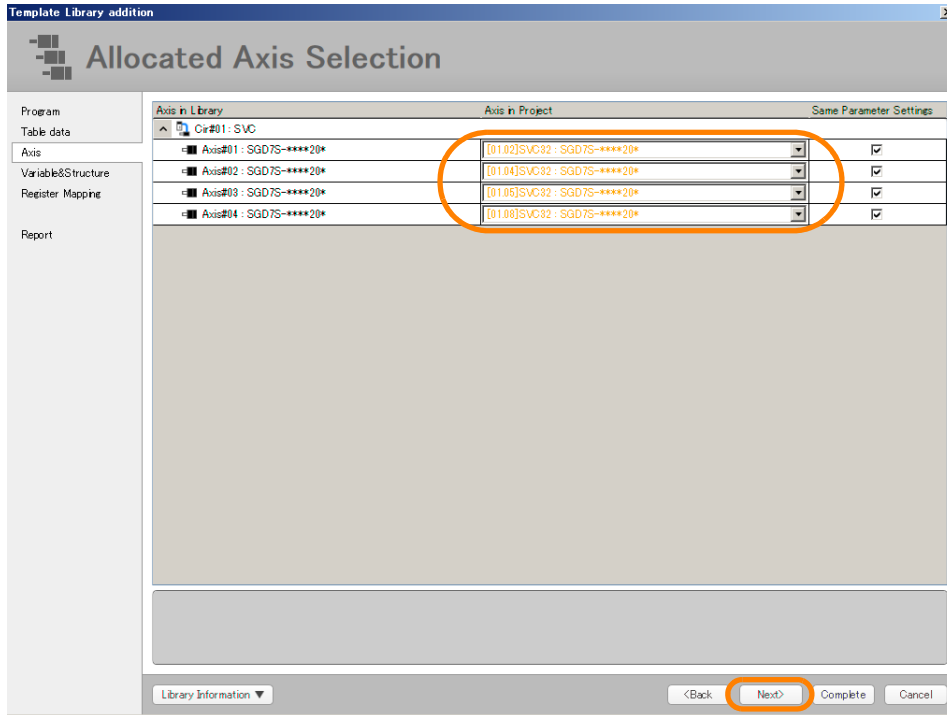 Template Library addition
Allocated Axis Selection
Program
Table data
Axis
Variable&Structure
Register Mapping
Report
Axis in Library Axis in Project Same Parameter Settings
Cir#01 : SVC
Axis#01 : SGD7S-****20* [01.02]SVC32 : SGD7S-****20*
Axis#02 : SGD7S-****20* [01.04]SVC32 : SGD7S-****20*
Axis#03 : SGD7S-****20* [01.05]SVC32 : SGD7S-****20*
Axis#04 : SGD7S-****20* [01.08]SVC32 : SGD7S-****20*
Library Information ▼ <Back Next> Complete Cancel